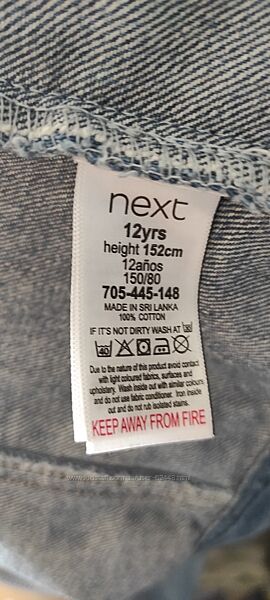 next
12yrs
height 152cm
12años
150/80
705-445-148
MADE IN SRI LANKA
100% COTTON
IF IT'S NOT DIRTY WASH AT 30
40
Due to the nature of this product avoid contact
with light coloured fabrics, surfaces and
upholstery. Wash inside out with similar colours
and do not use fabric conditioner. Iron inside
out and do not rub isolated stains.
KEEP AWAY FROM FIRE